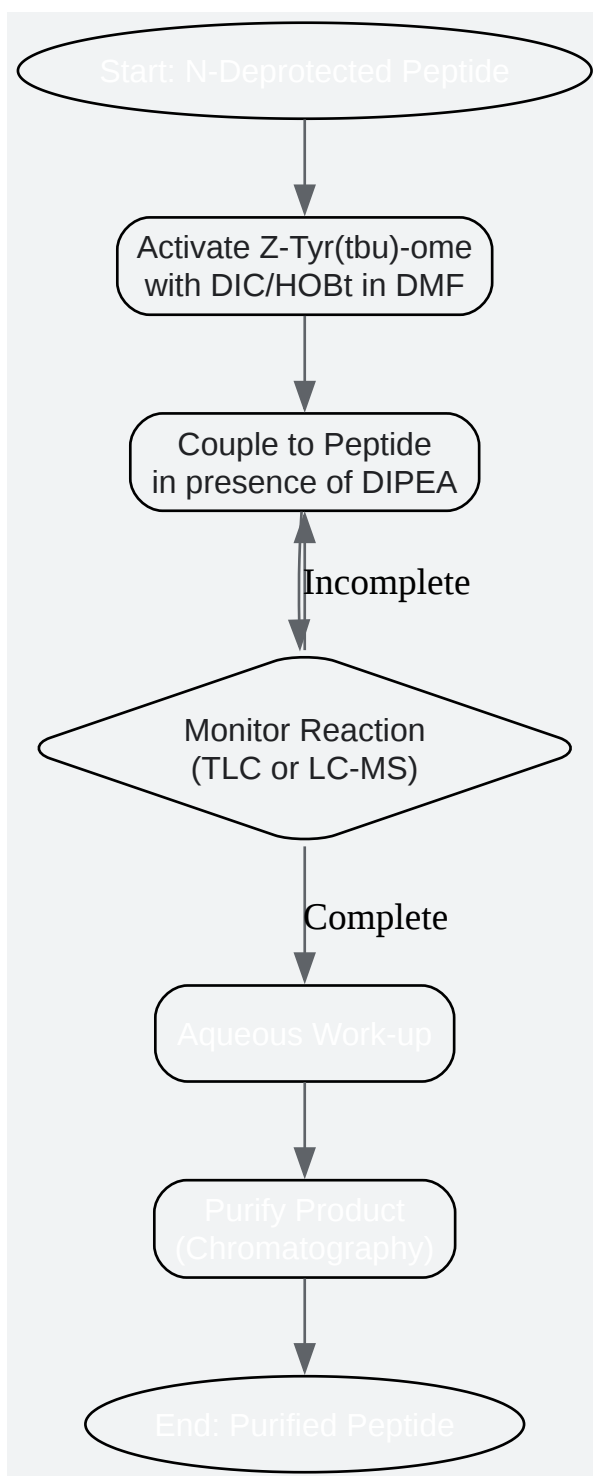 Start: N-Deprotected Peptide
Activate Z-Tyr(tbu)-ome
with DIC/HOBt in DMF
Couple to Peptide
in presence of DIPEA
Incomplete
Monitor Reaction
(TLC or LC-MS)
Complete
Aqueous Work-up
Purify Product
(Chromatography)
End: Purified Peptide